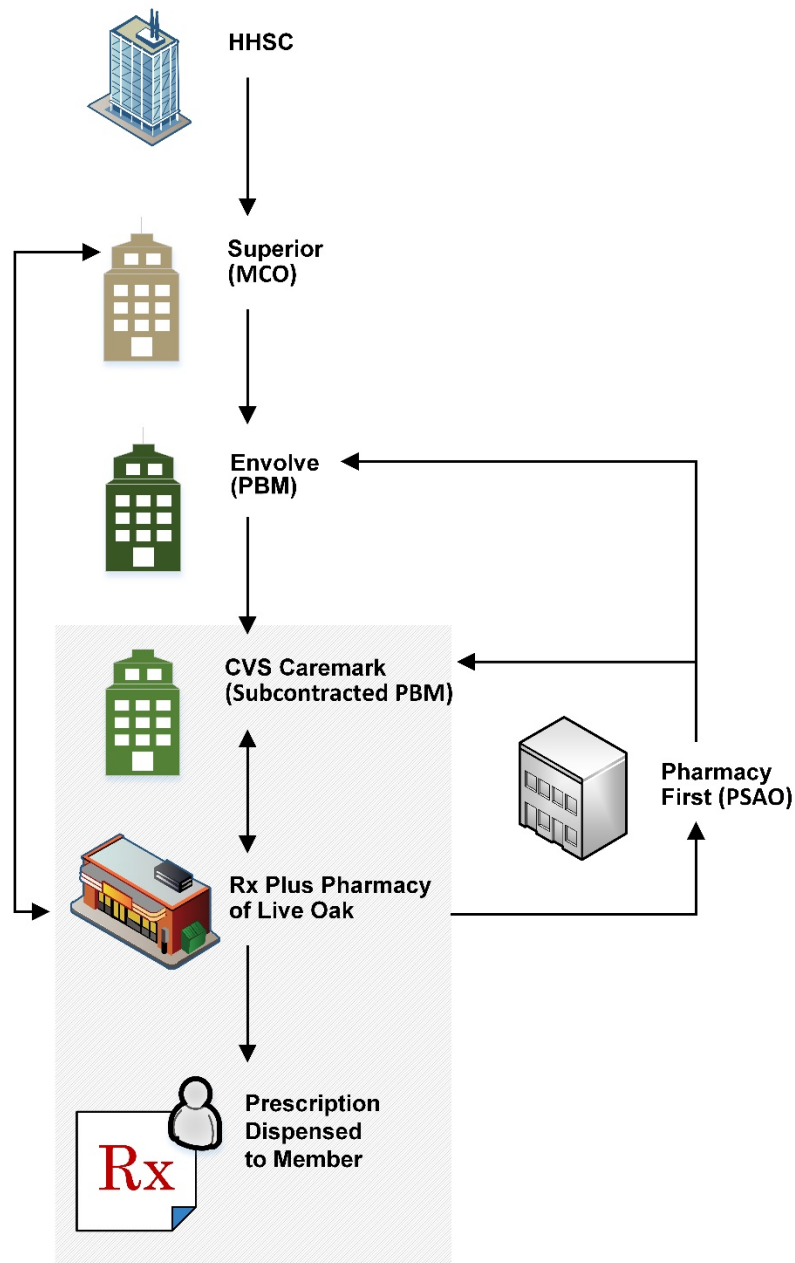 HHSC
Superior
(MCO)
Envolve
(PBM)
CVS Caremark
(Subcontracted PBM)
Pharmacy
First (PSAO)
Rx Plus Pharmacy
of Live Oak
Prescription
Dispensed
to Member
Rx